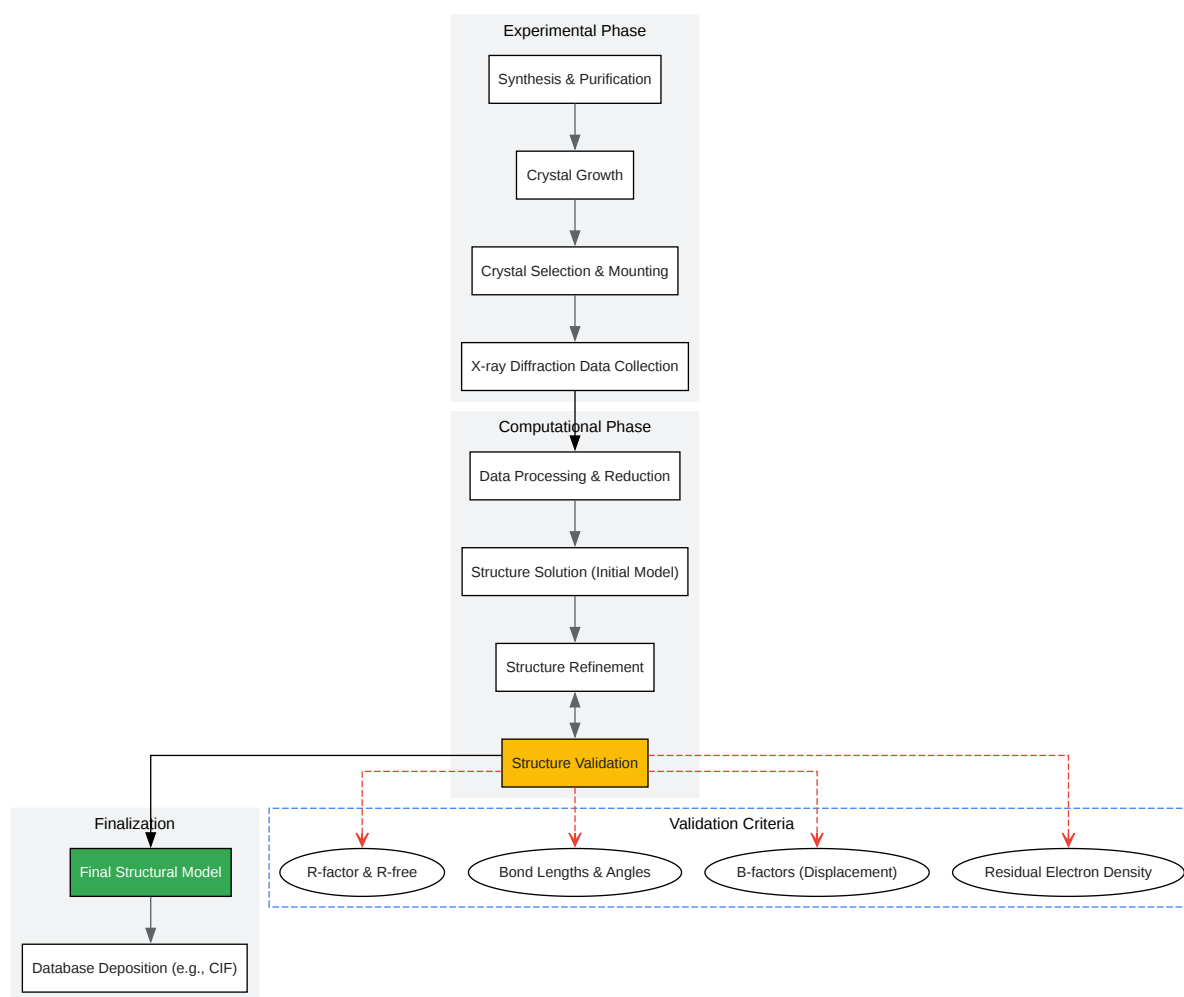 Experimental Phase
Synthesis & Purification
Crystal Growth
Crystal Selection & Mounting
X-ray Diffraction Data Collection
Computational Phase
Data Processing & Reduction
Structure Solution (Initial Model)
Structure Refinement
Structure Validation
Finalization
Final Structural Model
Database Deposition (e.g., CIF)
Validation Criteria
R-factor & R-free
Bond Lengths & Angles
B-factors (Displacement)
Residual Electron Density